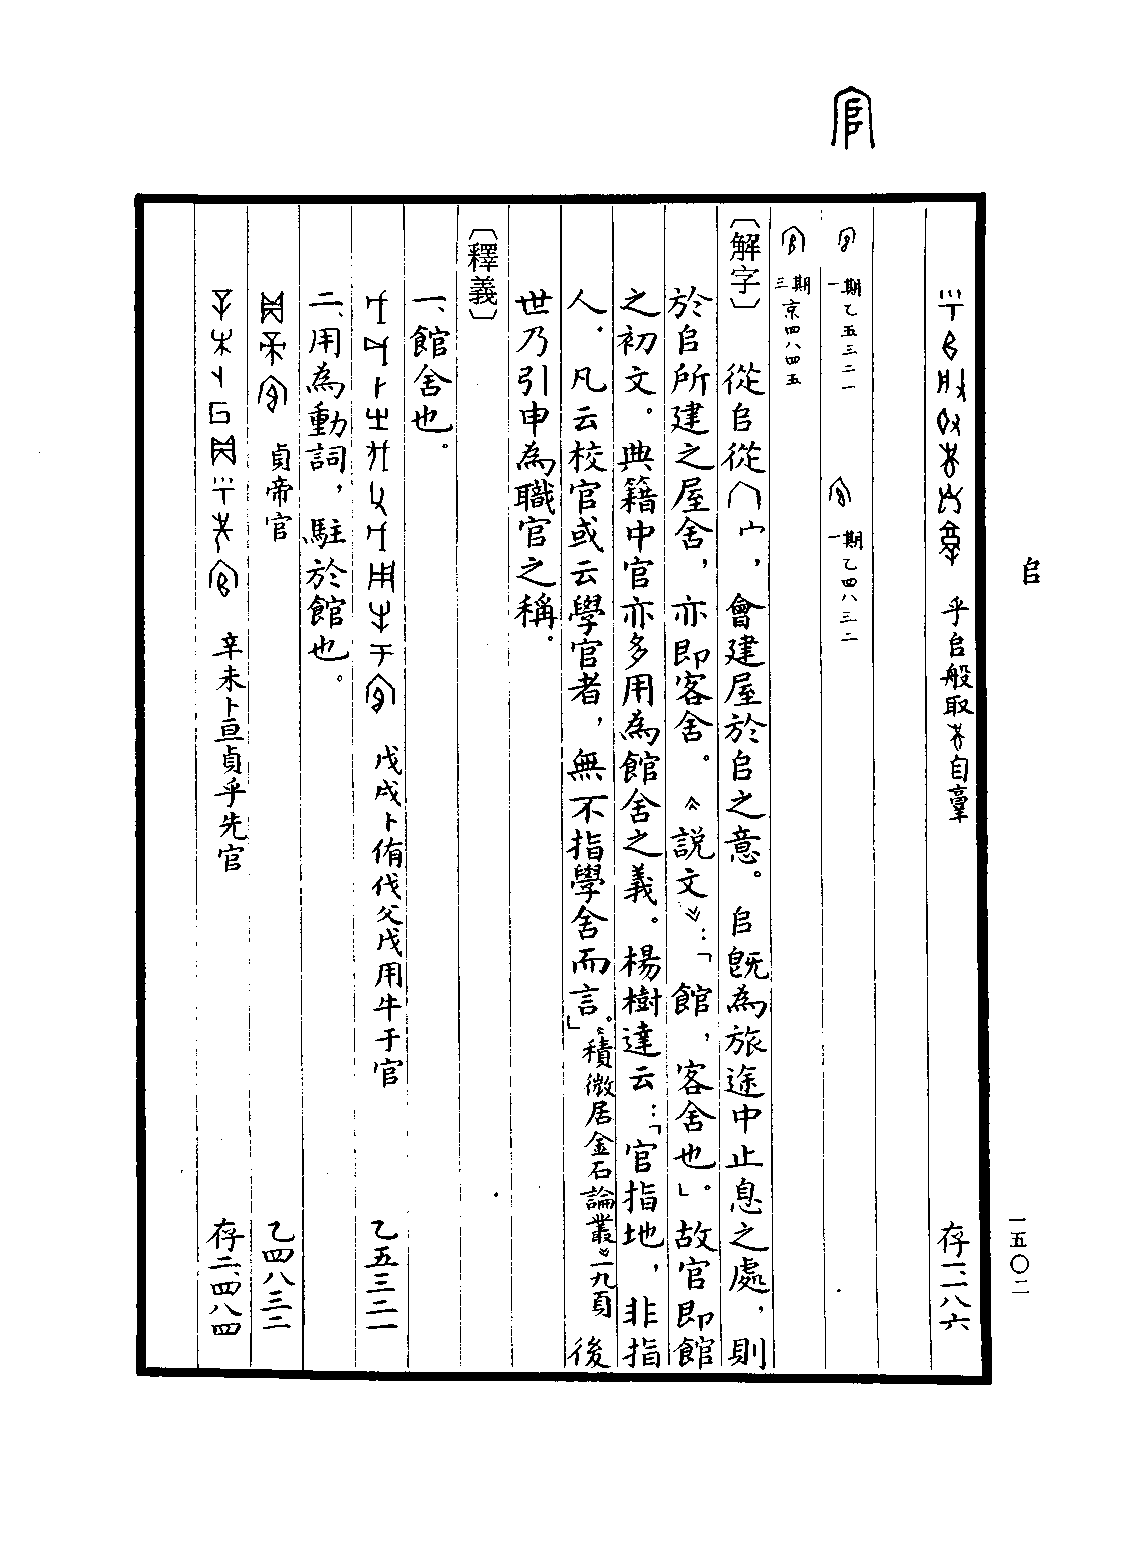 官
𠂤
一五〇二
乎𠂤般取自 存一、二八六
一期乙五三二一
一期乙四八三二
三期京四八四五
〔解字〕從𠂤從宀，會建屋於𠂤之意。𠂤既為旅途中止息之處，則
於𠂤所建之屋舍，亦即客舍。《說文》：「館，客舍也」。故官即館
之初文。典籍中官亦多用為館舍之義。楊樹達云：「官指地，非指
人．凡云校官或云學官者，無不指學舍而言。」《積微居金石論叢》一九頁後
世乃引申為職官之稱。
〔釋義〕
一、館舍也。
戊戌卜侑伐父戊用牛于官 乙五三二一
二、用為動詞，駐於館也。
貞帝官 乙四八三二
辛未卜亘貞乎先官 存二、四八四